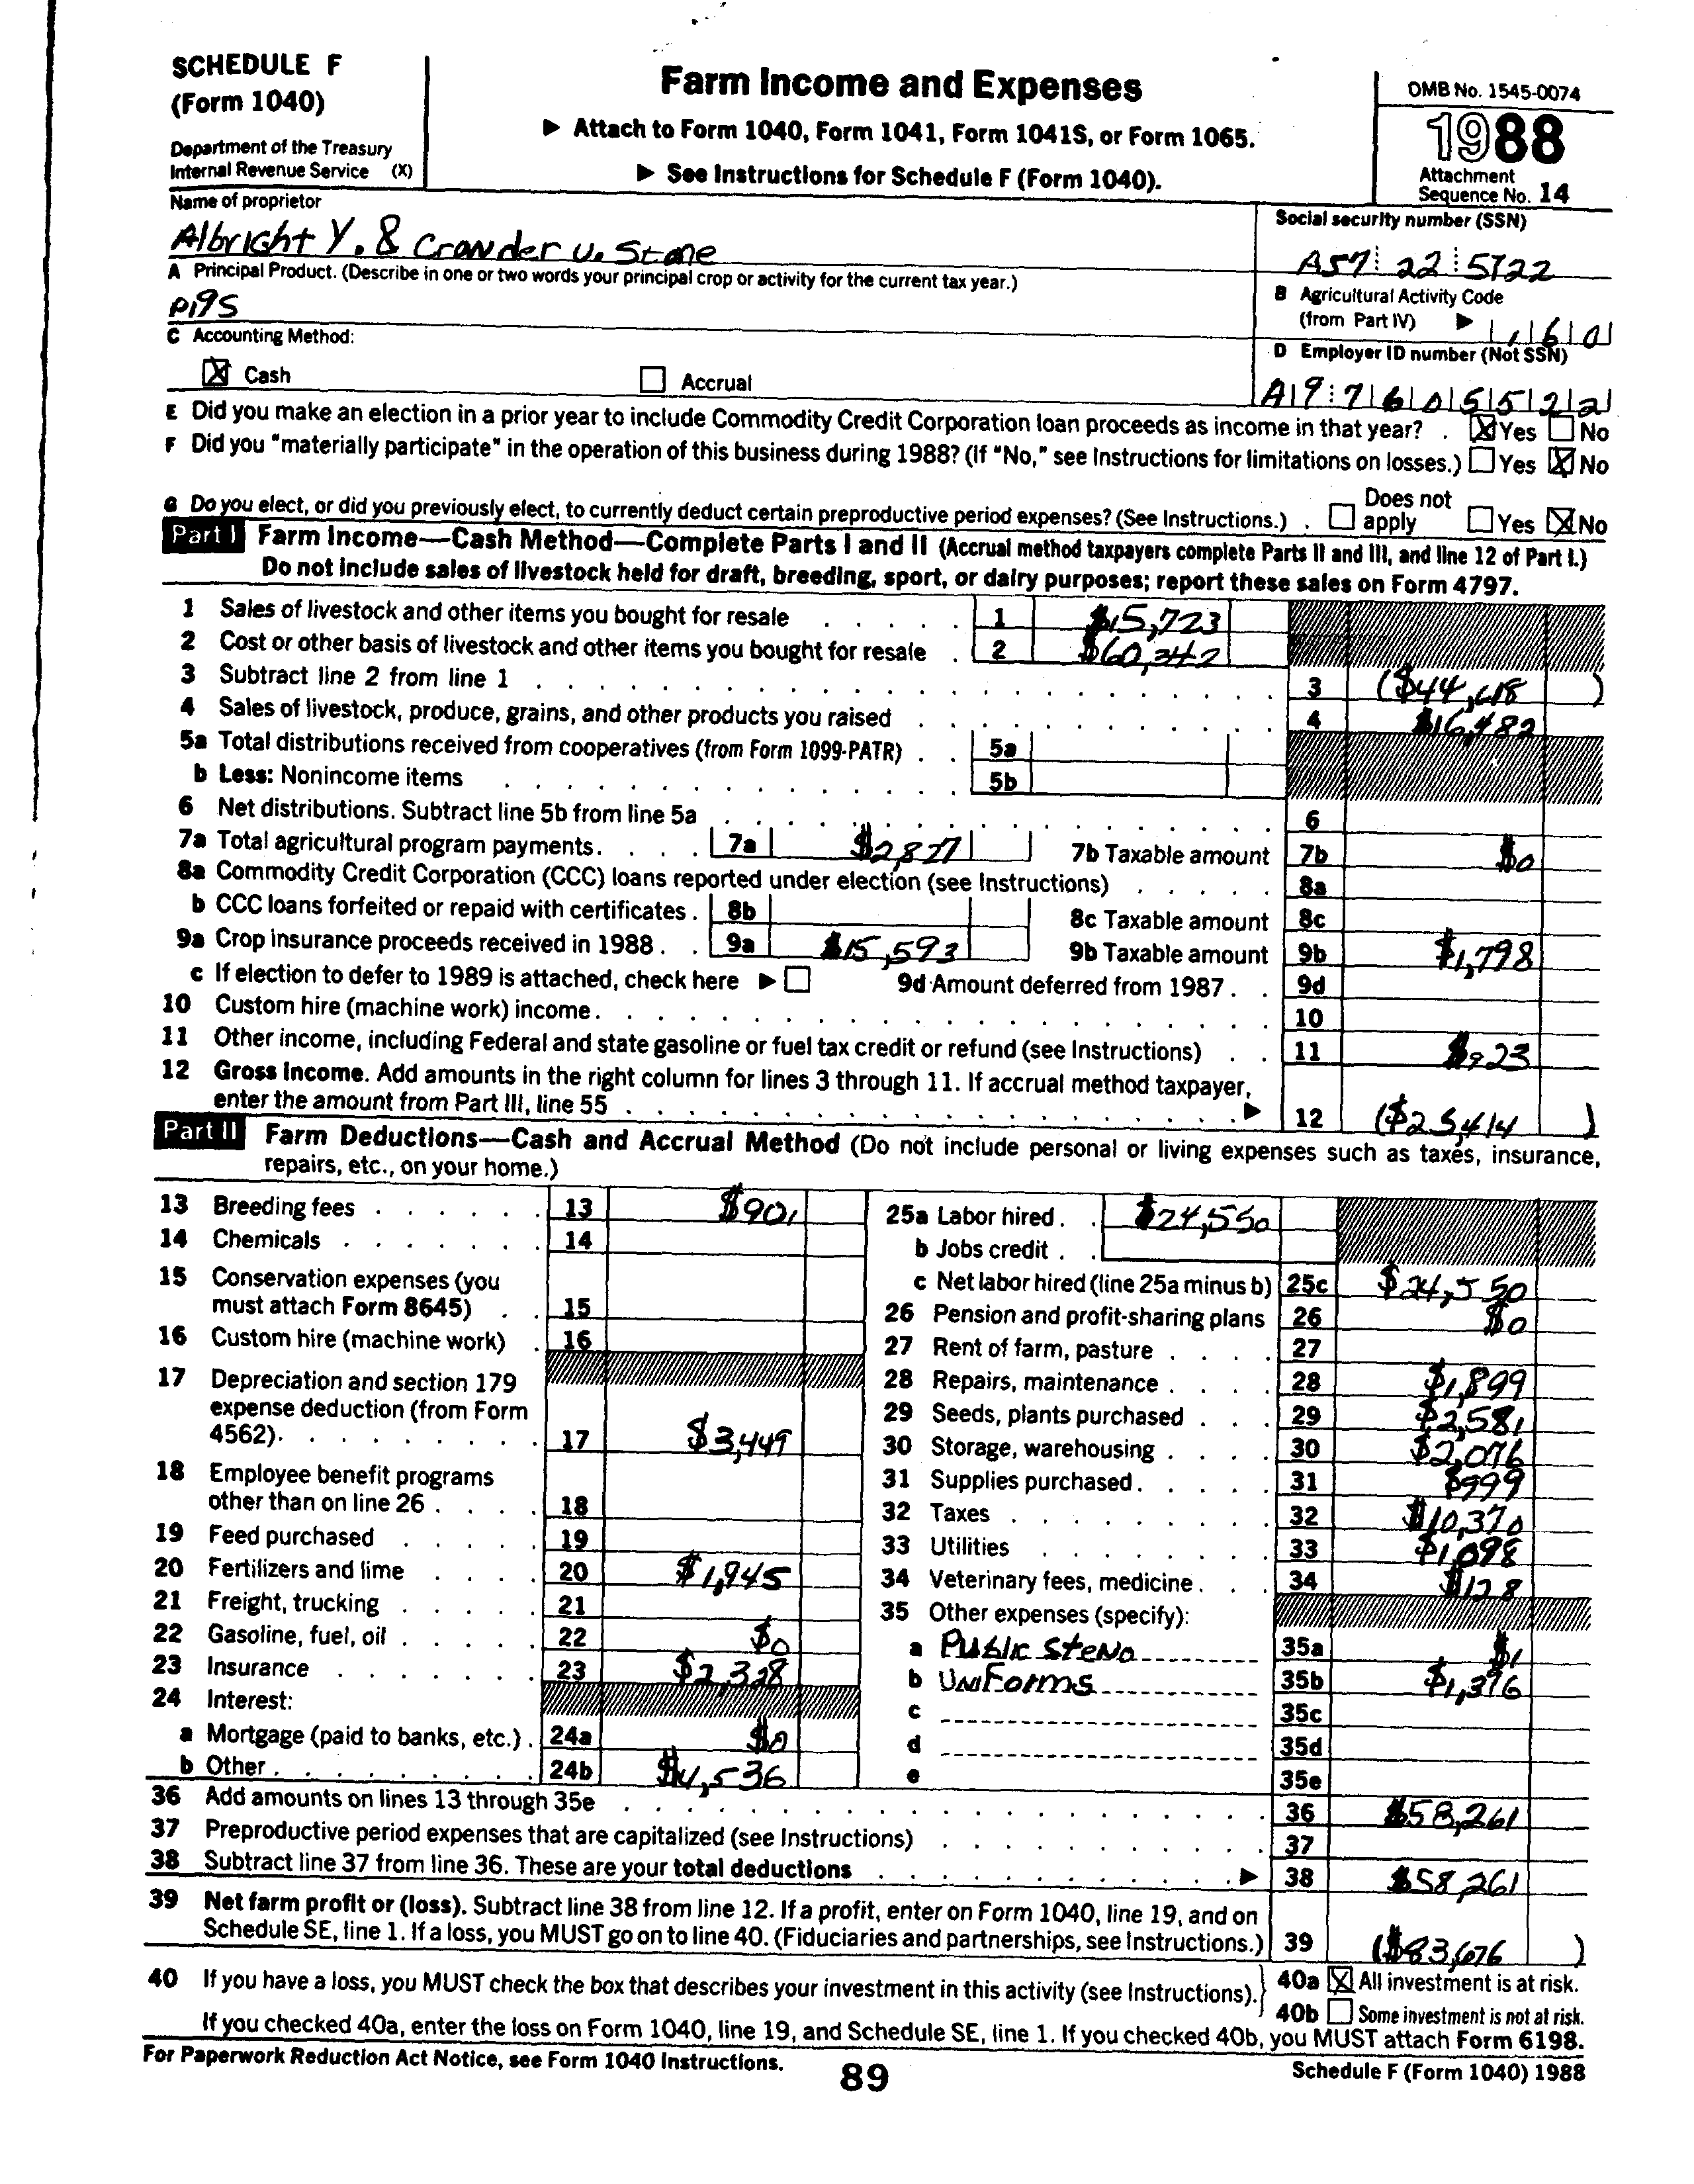 SCHEDULE F
(Form 1040)
Department of the Treasury
Internal Revenue Service (X)
Farm Income and Expenses
▶ Attach to Form 1040, Form 1041, Form 1041S, or Form 1065.
▶ See Instructions for Schedule F (Form 1040).
OMB No. 1545-0074
1988
Attachment
Sequence No. 14
Name of proprietor
Albright Y. & Crowder U. Stone
Social security number (SSN)
A57 22 5722
A Principal Product. (Describe in one or two words your principal crop or activity for the current tax year.)
pigs
B Agricultural Activity Code
(from Part IV) ▶ 160
C Accounting Method:
☒ Cash ☐ Accrual
D Employer ID number (Not SSN)
A9 7605522
E Did you make an election in a prior year to include Commodity Credit Corporation loan proceeds as income in that year? . ☒ Yes ☐ No
F Did you "materially participate" in the operation of this business during 1988? (If "No," see Instructions for limitations on losses.) ☐ Yes ☒ No
G Do you elect, or did you previously elect, to currently deduct certain preproductive period expenses? (See Instructions.) . ☐ Does not apply ☐ Yes ☒ No
Part I Farm Income—Cash Method—Complete Parts I and II (Accrual method taxpayers complete Parts II and III, and line 12 of Part I.)
Do not include sales of livestock held for draft, breeding, sport, or dairy purposes; report these sales on Form 4797.
1 Sales of livestock and other items you bought for resale 1 $15,723
2 Cost or other basis of livestock and other items you bought for resale 2 $60,342
3 Subtract line 2 from line 1 3 ($44,618)
4 Sales of livestock, produce, grains, and other products you raised 4 $16,482
5a Total distributions received from cooperatives (from Form 1099-PATR) 5a
b Less: Nonincome items 5b
6 Net distributions. Subtract line 5b from line 5a 6
7a Total agricultural program payments. 7a $2,827 7b Taxable amount 7b $0
8a Commodity Credit Corporation (CCC) loans reported under election (see Instructions) 8a
b CCC loans forfeited or repaid with certificates . 8b 8c Taxable amount 8c
9a Crop insurance proceeds received in 1988 . 9a $15,593 9b Taxable amount 9b $1,798
c If election to defer to 1989 is attached, check here ▶ ☐ 9d Amount deferred from 1987 . 9d
10 Custom hire (machine work) income. 10
11 Other income, including Federal and state gasoline or fuel tax credit or refund (see Instructions) 11 $923
12 Gross income. Add amounts in the right column for lines 3 through 11. If accrual method taxpayer,
enter the amount from Part III, line 55 ▶ 12 ($25,414)
Part II Farm Deductions—Cash and Accrual Method (Do not include personal or living expenses such as taxes, insurance,
repairs, etc., on your home.)
13 Breeding fees 13 $901
14 Chemicals 14
15 Conservation expenses (you
must attach Form 8645) 15
16 Custom hire (machine work) 16
17 Depreciation and section 179
expense deduction (from Form
4562). 17 $3,449
18 Employee benefit programs
other than on line 26 18
19 Feed purchased 19
20 Fertilizers and lime 20 $1,945
21 Freight, trucking 21
22 Gasoline, fuel, oil 22 $0
23 Insurance 23 $2,328
24 Interest:
a Mortgage (paid to banks, etc.) . 24a $0
b Other 24b $4,536
25a Labor hired . $24,550
b Jobs credit .
c Net labor hired (line 25a minus b) 25c $24,550
26 Pension and profit-sharing plans 26 $0
27 Rent of farm, pasture 27
28 Repairs, maintenance 28 $1,899
29 Seeds, plants purchased 29 $2,581
30 Storage, warehousing 30 $2,076
31 Supplies purchased 31 $999
32 Taxes 32 $10,370
33 Utilities 33 $1,098
34 Veterinary fees, medicine 34 $128
35 Other expenses (specify):
a Public Steno 35a $1
b Uniforms 35b $1,396
c 35c
d 35d
e 35e
36 Add amounts on lines 13 through 35e 36 $58,261
37 Preproductive period expenses that are capitalized (see Instructions) 37
38 Subtract line 37 from line 36. These are your total deductions ▶ 38 $58,261
39 Net farm profit or (loss). Subtract line 38 from line 12. If a profit, enter on Form 1040, line 19, and on
Schedule SE, line 1. If a loss, you MUST go on to line 40. (Fiduciaries and partnerships, see Instructions.) 39 ($83,676)
40 If you have a loss, you MUST check the box that describes your investment in this activity (see Instructions). 40a ☒ All investment is at risk.
40b ☐ Some investment is not at risk.
If you checked 40a, enter the loss on Form 1040, line 19, and Schedule SE, line 1. If you checked 40b, you MUST attach Form 6198.
For Paperwork Reduction Act Notice, see Form 1040 Instructions.
89
Schedule F (Form 1040) 1988